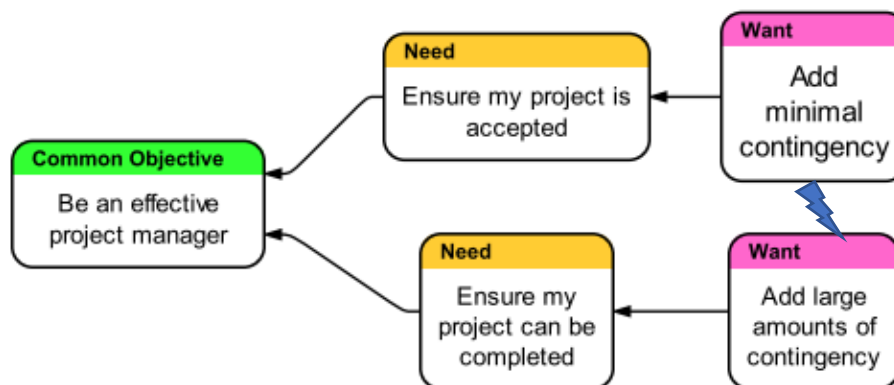 Want
Add
minimal
contingency
Need
Ensure my project is
accepted
Common Objective
Be an effective
project manager
Need
Ensure my
project can be
completed
Want
Add large
amounts of
contingency